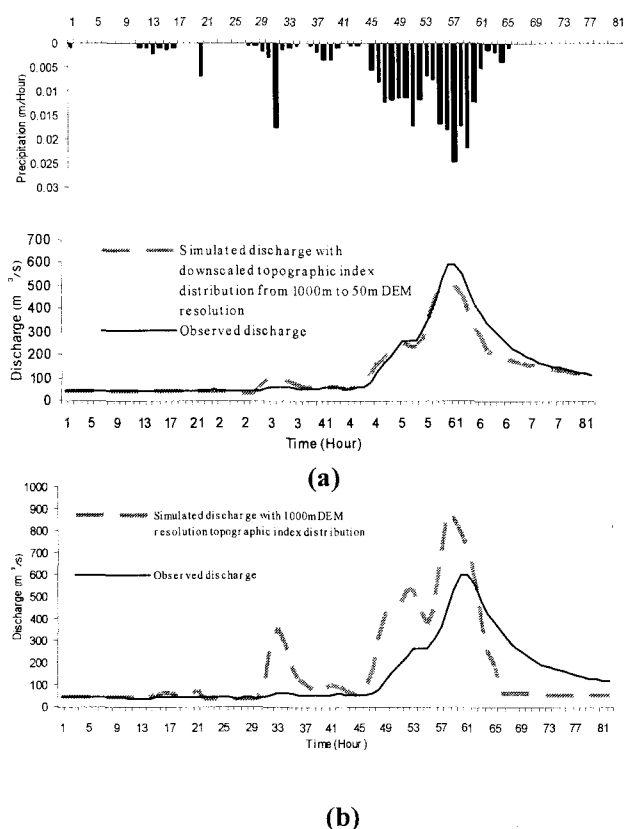 1 5 9 13 17 21 25 29 33 37 41 45 49 53 57 61 65 69 73 77 81
0
0.005
0.01
0.015
0.02
0.025
0.03
Precipitation (m/Hour)
700
600
500
400
300
200
100
0
Discharge (m³/s)
Simulated discharge with
downscaled topographic index
distribution from 1000m to 50m DEM
resolution
Observed discharge
1 5 9 13 17 21 2 2 3 3 41 4 4 5 5 61 6 6 7 7 81
Time (Hour)
(a)
1000
900
800
700
600
500
400
300
200
100
0
Discharge (m³/s)
Simulated discharge with 1000m DEM
resolution topographic index distribution
Observed discharge
1 5 9 13 17 21 25 29 33 37 41 45 49 53 57 61 65 69 73 77 81
Time (Hour)
(b)